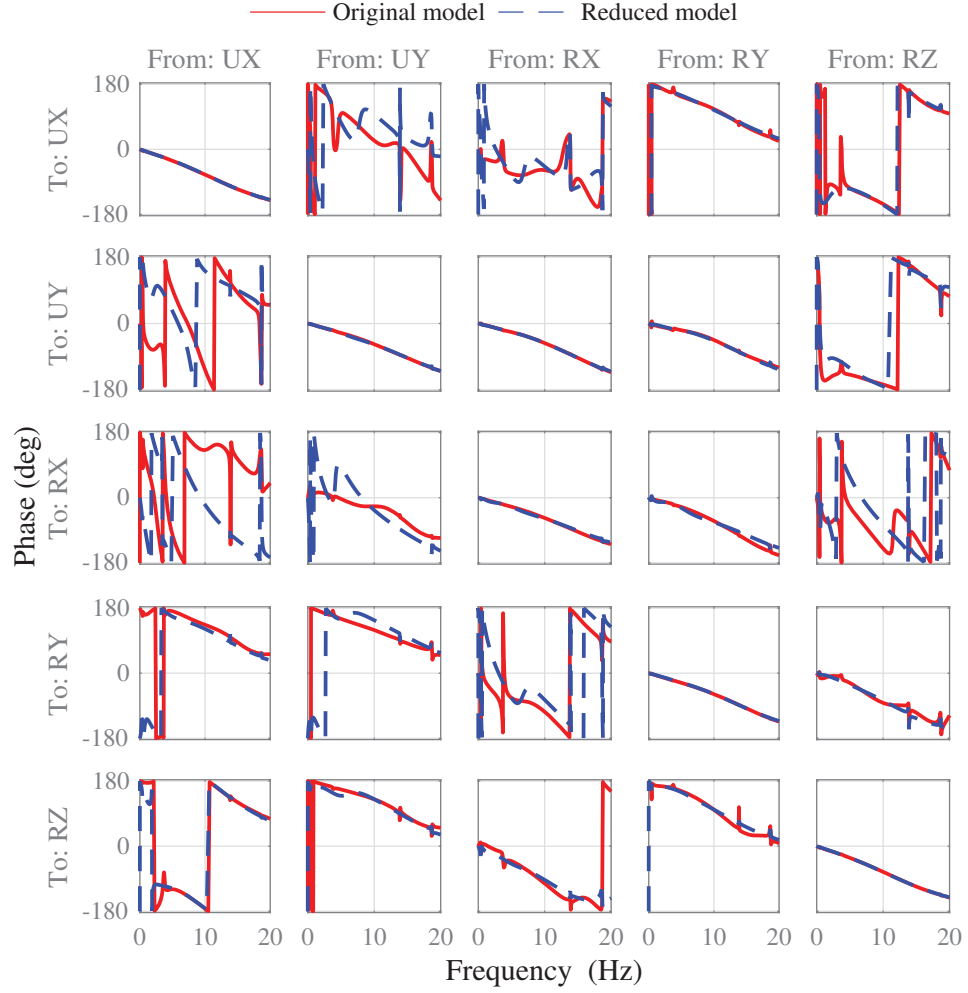 Original model Reduced model
From: UX From: UY From: RX From: RY From: RZ
Phase (deg)
To: UX
180
0
-180
To: UY
180
0
-180
To: RX
180
0
-180
To: RY
180
0
-180
To: RZ
180
0
-180
0 10 20 0 10 20 0 10 20 0 10 20 0 10 20
Frequency (Hz)